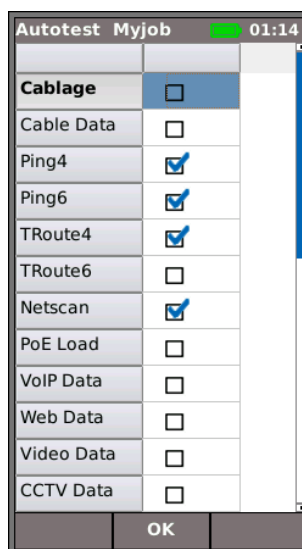 Autotest Myjob 01:14
Cablage
Cable Data
Ping4
Ping6
TRoute4
TRoute6
Netscan
PoE Load
VoIP Data
Web Data
Video Data
CCTV Data
OK